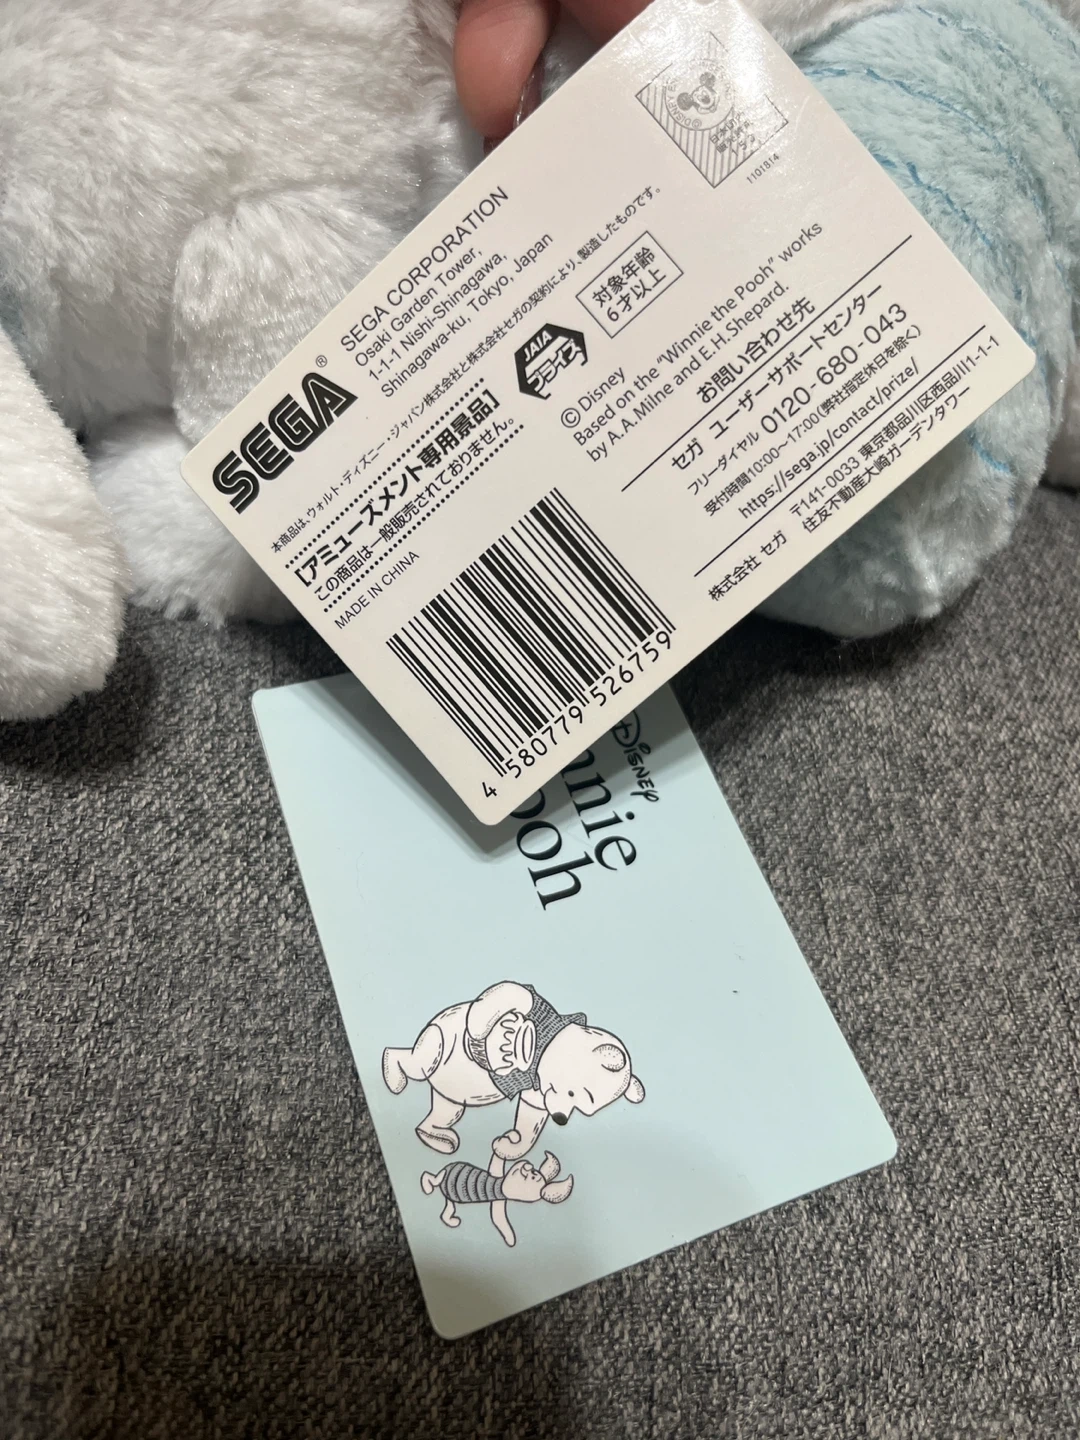 SEGA®
SEGA CORPORATION
Osaki Garden Tower,
1-1-1 Nishi-Shinagawa,
Shinagawa-ku, Tokyo, Japan
本商品は、ウォルト・ディズニー・ジャパン株式会社と株式会社セガの契約により、製造したものです。
[アミューズメント専用景品]
この商品は一般販売されておりません。
MADE IN CHINA
JAIA
プライズ
対象年齢
6才以上
1101814
© Disney
Based on the “Winnie the Pooh” works
by A.A. Milne and E.H. Shepard.
お問い合わせ先
セガ ユーザーサポートセンター
フリーダイヤル 0120-680-043
受付時間10:00～17:00(弊社指定休日を除く)
https://sega.jp/contact/prize/
株式会社 セガ 〒141-0033 東京都品川区西品川1-1-1
住友不動産大崎ガーデンタワー
4 580779 526759
DISNEY
nnie
Pooh